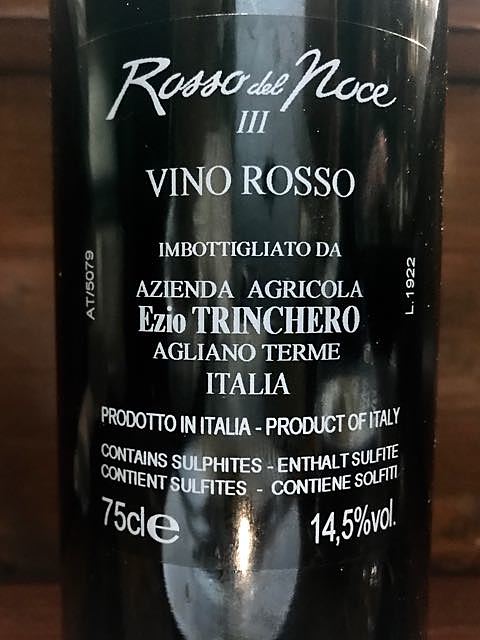 Rosso del Noce
III
VINO ROSSO
IMBOTTIGLIATO DA
AZIENDA AGRICOLA
Ezio TRINCHERO
AGLIANO TERME
ITALIA
PRODOTTO IN ITALIA - PRODUCT OF ITALY
CONTAINS SULPHITES - ENTHALT SULFITE
CONTIENT SULFITES - CONTIENE SOLFITI
75cl e 14,5%vol.
AT/5079
L.1922